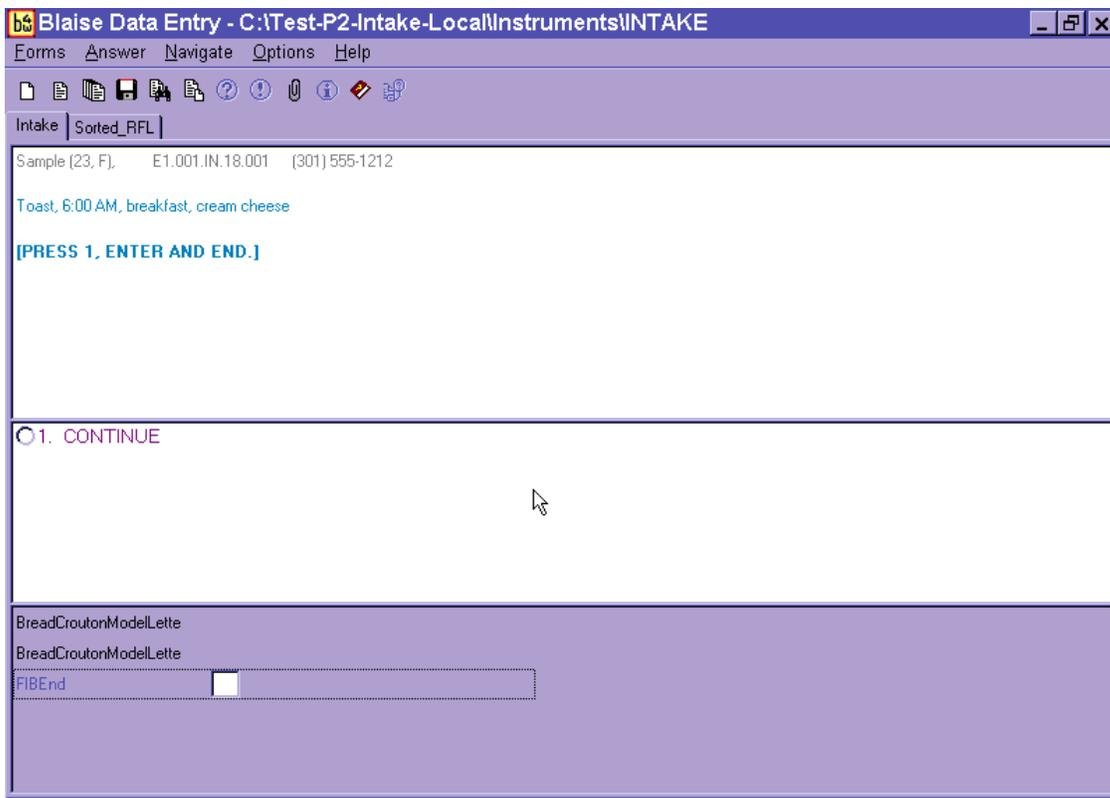 Blaise Data Entry - C:\Test-P2-Intake-Local\Instruments\INTAKE
Forms Answer Navigate Options Help
Intake Sorted_RFL
Sample (23, F), E1.001.IN.18.001 (301) 555-1212
Toast, 6:00 AM, breakfast, cream cheese
[PRESS 1, ENTER AND END.]
1. CONTINUE
BreadCroutonModelLette
BreadCroutonModelLette
FIBEnd